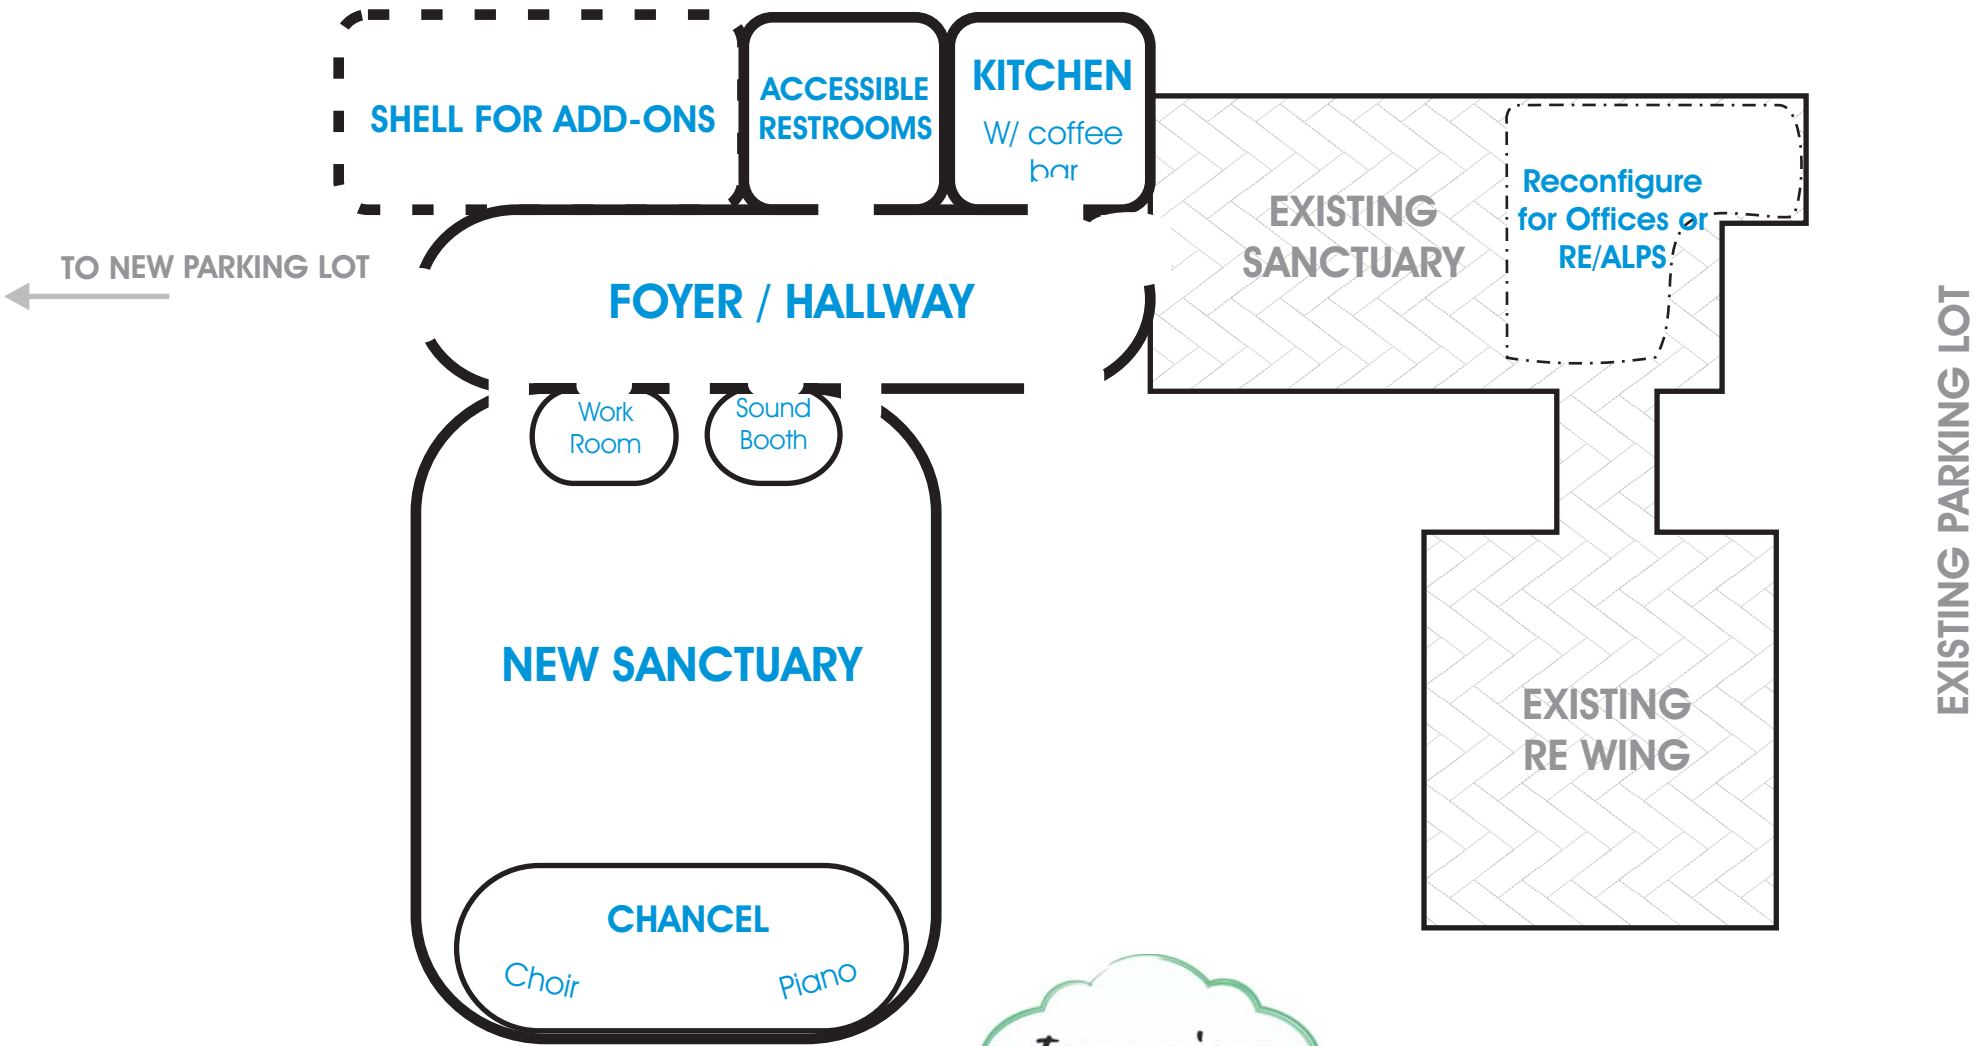 SHELL FOR ADD-ONS
ACCESSIBLE
RESTROOMS
KITCHEN
W/ coffee
bar
EXISTING
SANCTUARY
Reconfigure
for Offices or
RE/ALPS
TO NEW PARKING LOT
FOYER / HALLWAY
EXISTING PARKING LOT
Work
Room
Sound
Booth
NEW SANCTUARY
EXISTING
RE WING
CHANCEL
Choir
Piano